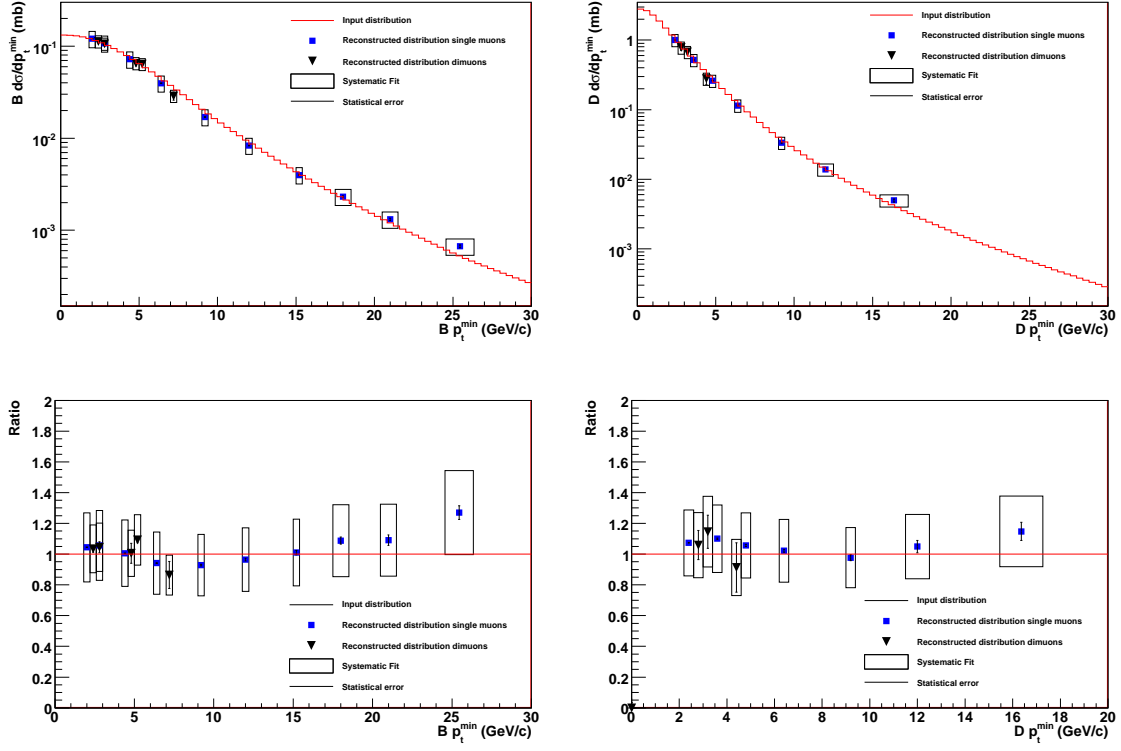 B dσ/dp_t^min (mb)
10^-1
10^-2
10^-3
Input distribution
Reconstructed distribution single muons
Reconstructed distribution dimuons
Systematic Fit
Statistical error
0 5 10 15 20 25 30
B p_t^min (GeV/c)
D dσ/dp_t^min (mb)
1
10^-1
10^-2
10^-3
Input distribution
Reconstructed distribution single muons
Reconstructed distribution dimuons
Systematic Fit
Statistical error
0 5 10 15 20 25 30
D p_t^min (GeV/c)
Ratio
2
1.8
1.6
1.4
1.2
1
0.8
0.6
0.4
0.2
0
Input distribution
Reconstructed distribution single muons
Reconstructed distribution dimuons
Systematic Fit
Statistical error
0 5 10 15 20 25 30
B p_t^min (GeV/c)
Ratio
2
1.8
1.6
1.4
1.2
1
0.8
0.6
0.4
0.2
0
Input distribution
Reconstructed distribution single muons
Reconstructed distribution dimuons
Systematic Fit
Statistical error
0 2 4 6 8 10 12 14 16 18 20
D p_t^min (GeV/c)